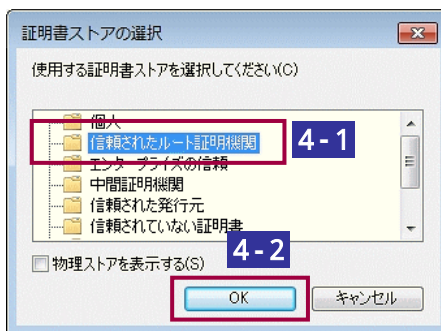 証明書ストアの選択
使用する証明書ストアを選択してください(C)
個人
信頼されたルート証明機関
4-1
エンタープライズの信頼
中間証明機関
信頼された発行元
信頼されていない証明書
物理ストアを表示する(S)
4-2
OK
キャンセル